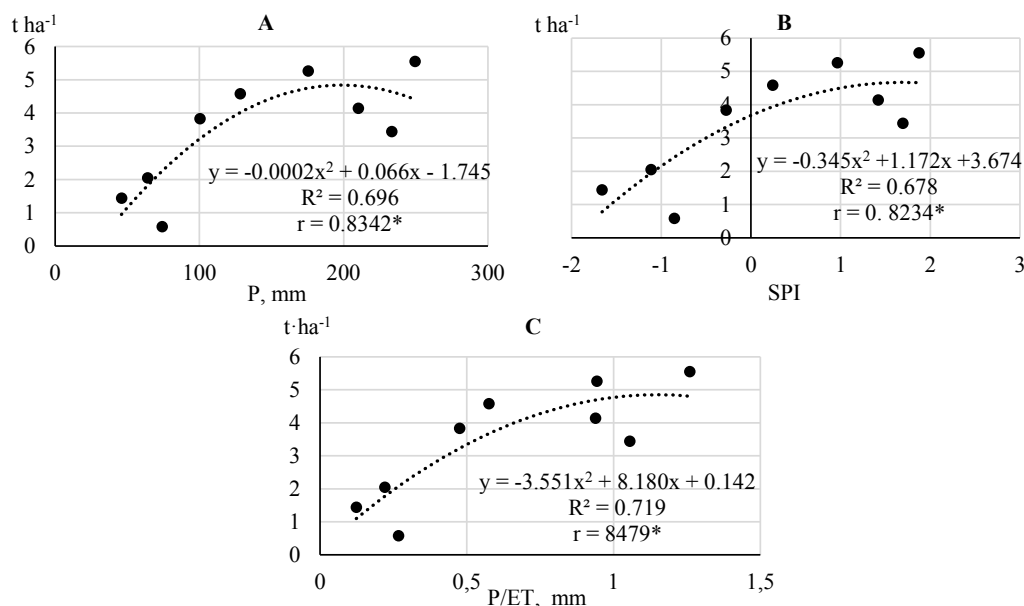 t ha⁻¹
A
6
5
4
3
2
1
0
y = -0.0002x² + 0.066x - 1.745
R² = 0.696
r = 0.8342*
0 100 200 300
P, mm
B
6
5
4
3
2
1
0
y = -0.345x² +1.172x +3.674
R² = 0.678
r = 0. 8234*
-2 -1 0 1 2 3
SPI
t·ha⁻¹
C
6
5
4
3
2
1
0
y = -3.551x² + 8.180x + 0.142
R² = 0.719
r = 8479*
0 0,5 1 1,5
P/ET, mm